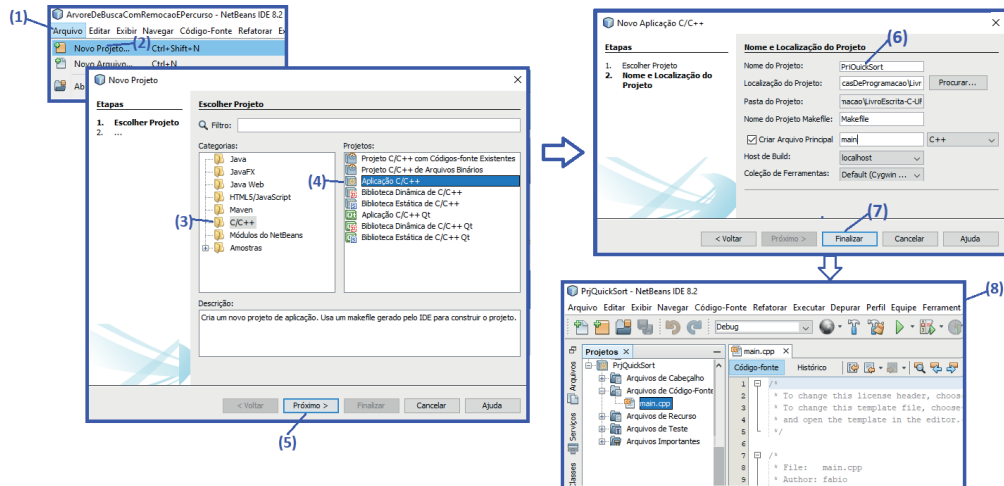 (1)
ArvoreDeBuscaComRemocaoEPercurso - NetBeans IDE 8.2
Arquivo Editar Exibir Navegar Código-Fonte Refatorar
(2)
Novo Projeto... Ctrl+Shift+N
Novo Arquivo... Ctrl+N
Ab
Novo Projeto
Etapas
1. Escolher Projeto
2. ...
Escolher Projeto
Filtro:
Categorias:
Java
JavaFX
Java Web
HTML5/JavaScript
Maven
(3)
C/C++
Módulos do NetBeans
Amostras
Projetos:
Projeto C/C++ com Códigos-fonte Existentes
Projeto C/C++ de Arquivos Binários
(4)
Aplicação C/C++
Biblioteca Dinâmica de C/C++
Biblioteca Estática de C/C++
Aplicação C/C++ Qt
Biblioteca Dinâmica de C/C++ Qt
Biblioteca Estática de C/C++ Qt
Descrição:
Cria um novo projeto de aplicação. Usa um makefile gerado pelo IDE para construir o projeto.
< Voltar Próximo > Finalizar Cancelar Ajuda
(5)
Novo Aplicação C/C++
Etapas
1. Escolher Projeto
2. Nome e Localização do
Projeto
Nome e Localização do Projeto
(6)
Nome do Projeto: PrjQuickSort
Localização do Projeto: casDeProgramacao\Livr Procurar...
Pasta do Projeto: macao\LivroEscrita-C-UF
Nome do Projeto Makefile: Makefile
Criar Arquivo Principal main C++
Host de Build: localhost
Coleção de Ferramentas: Default (Cygwin ...
(7)
< Voltar Próximo > Finalizar Cancelar Ajuda
(8)
PrjQuickSort - NetBeans IDE 8.2
Arquivo Editar Exibir Navegar Código-Fonte Refatorar Executar Depurar Perfil Equipe Ferrament
Debug
Arquivos
Serviços
Classes
Projetos
PrjQuickSort
Arquivos de Cabeçalho
Arquivos de Código-Fonte
main.cpp
Arquivos de Recurso
Arquivos de Teste
Arquivos Importantes
main.cpp
Código-fonte Histórico
1 /*
2 * To change this license header, choos
3 * To change this template file, choose
4 * and open the template in the editor.
5 */
6
7 /*
8 * File: main.cpp
9 * Author: fabio